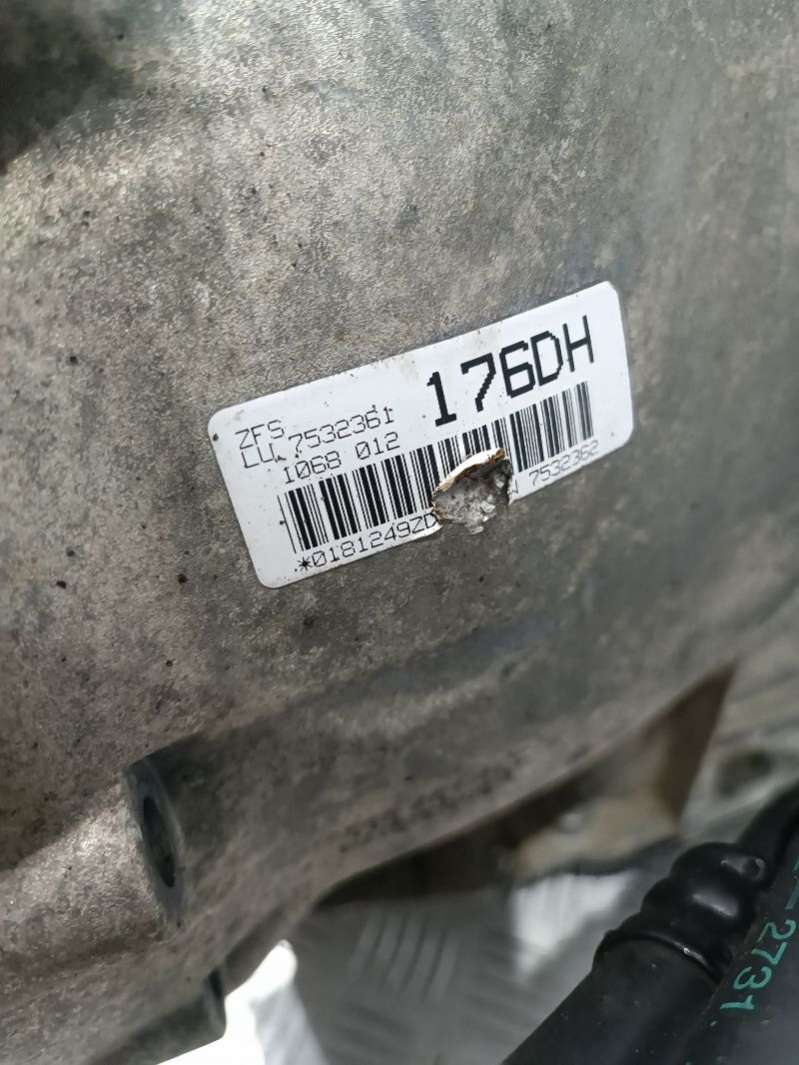 ZFS
LU 7532361
176DH
1068 012
*0181249ZD 7532362
2731